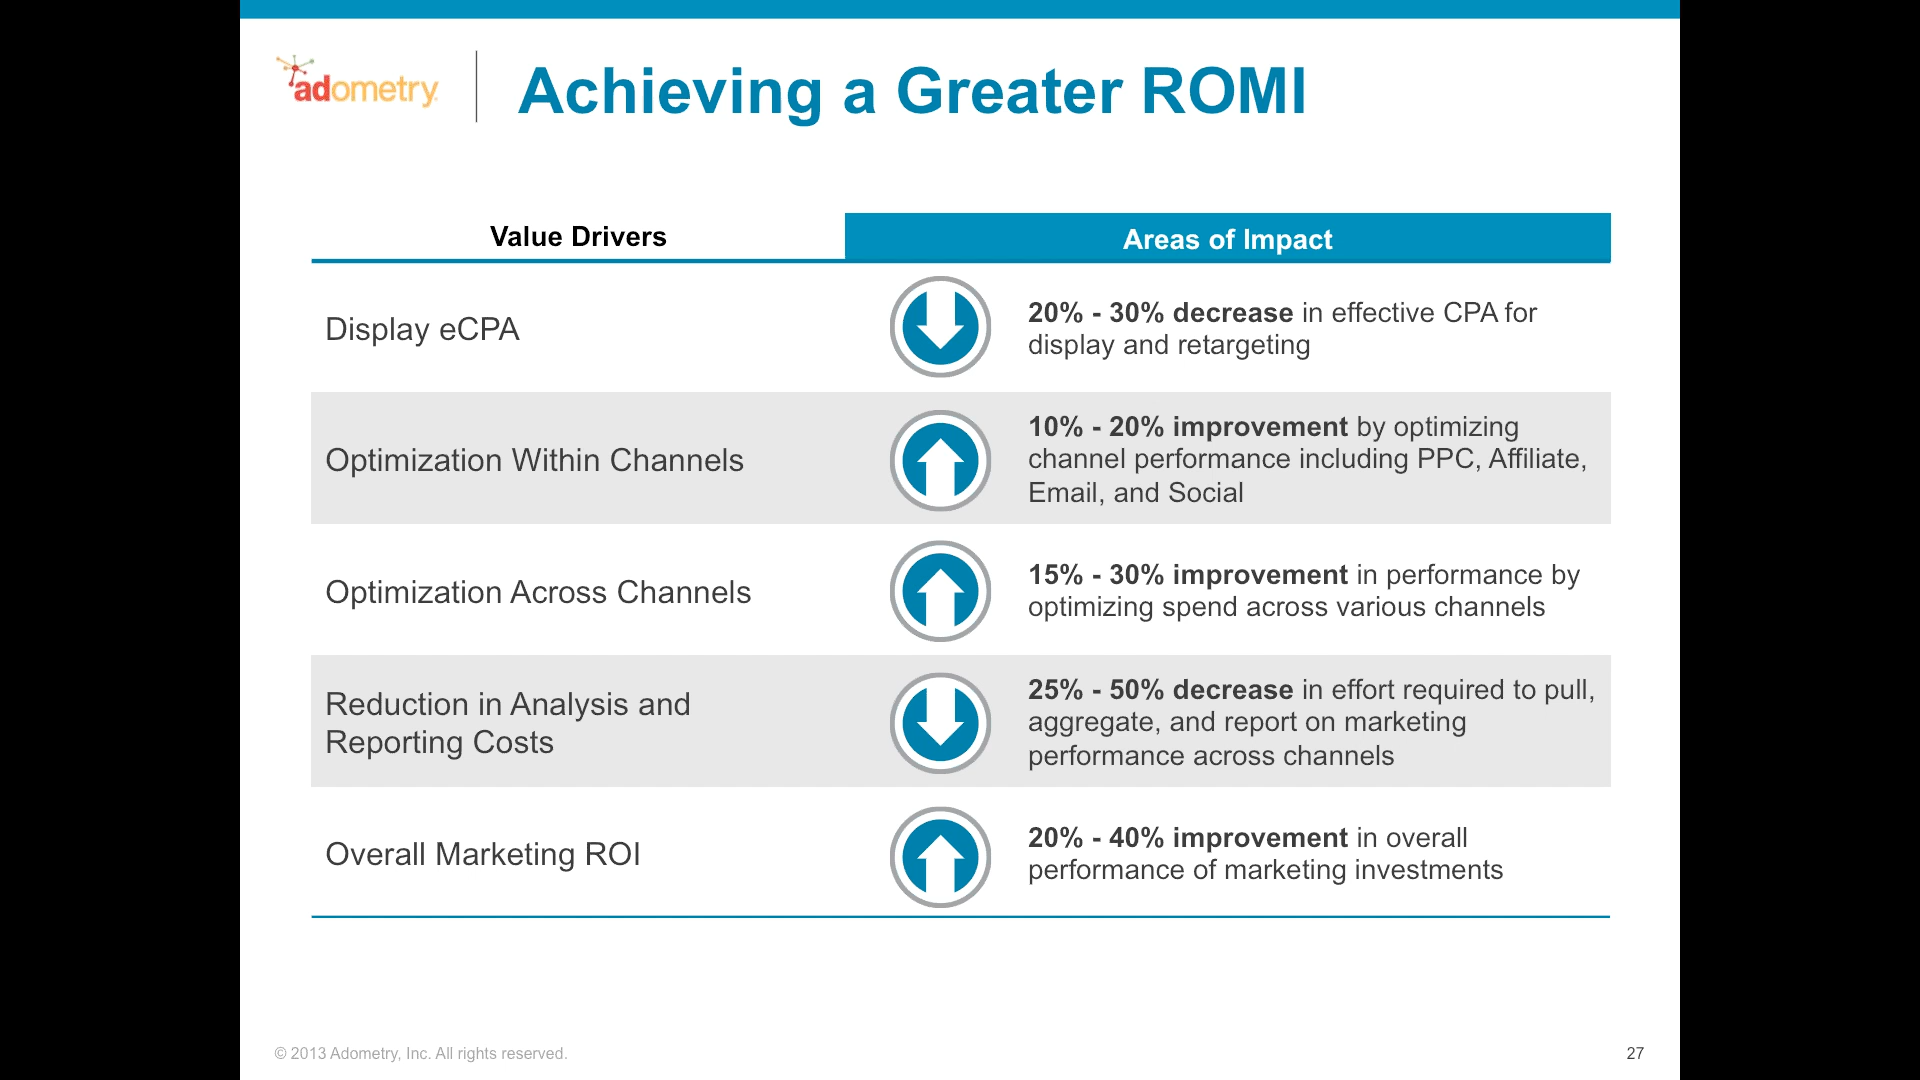 adometry
Achieving a Greater ROMI
Value Drivers
Areas of Impact
Display eCPA
20% - 30% decrease in effective CPA for
display and retargeting
Optimization Within Channels
10% - 20% improvement by optimizing
channel performance including PPC, Affiliate,
Email, and Social
Optimization Across Channels
15% - 30% improvement in performance by
optimizing spend across various channels
Reduction in Analysis and
Reporting Costs
25% - 50% decrease in effort required to pull,
aggregate, and report on marketing
performance across channels
Overall Marketing ROI
20% - 40% improvement in overall
performance of marketing investments
© 2013 Adometry, Inc. All rights reserved.
27